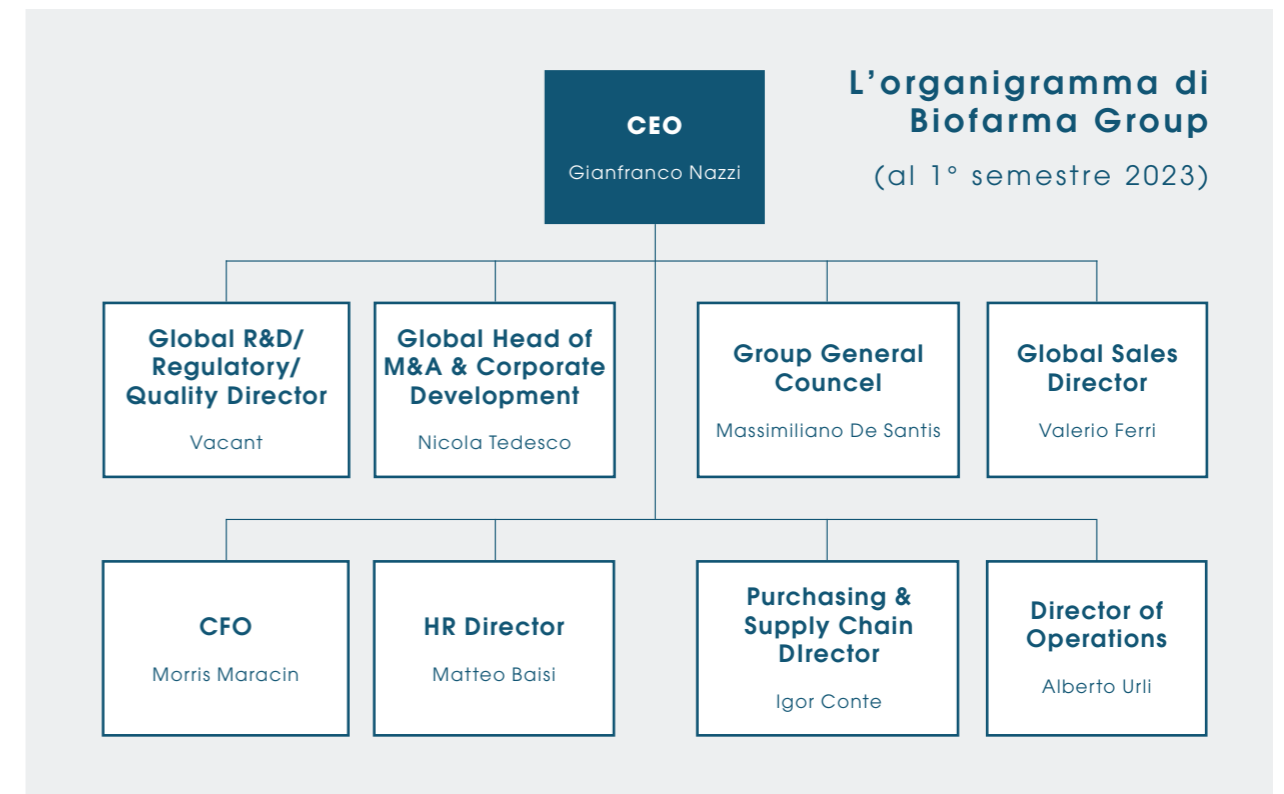 L'organigramma di
Biofarma Group
(al 1° semestre 2023)
CEO
Gianfranco Nazzi
Global R&D/
Regulatory/
Quality Director
Vacant
Global Head of
M&A & Corporate
Development
Nicola Tedesco
Group General
Councel
Massimiliano De Santis
Global Sales
Director
Valerio Ferri
CFO
Morris Maracin
HR Director
Matteo Baisi
Purchasing &
Supply Chain
DIrector
Igor Conte
Director of
Operations
Alberto Urli